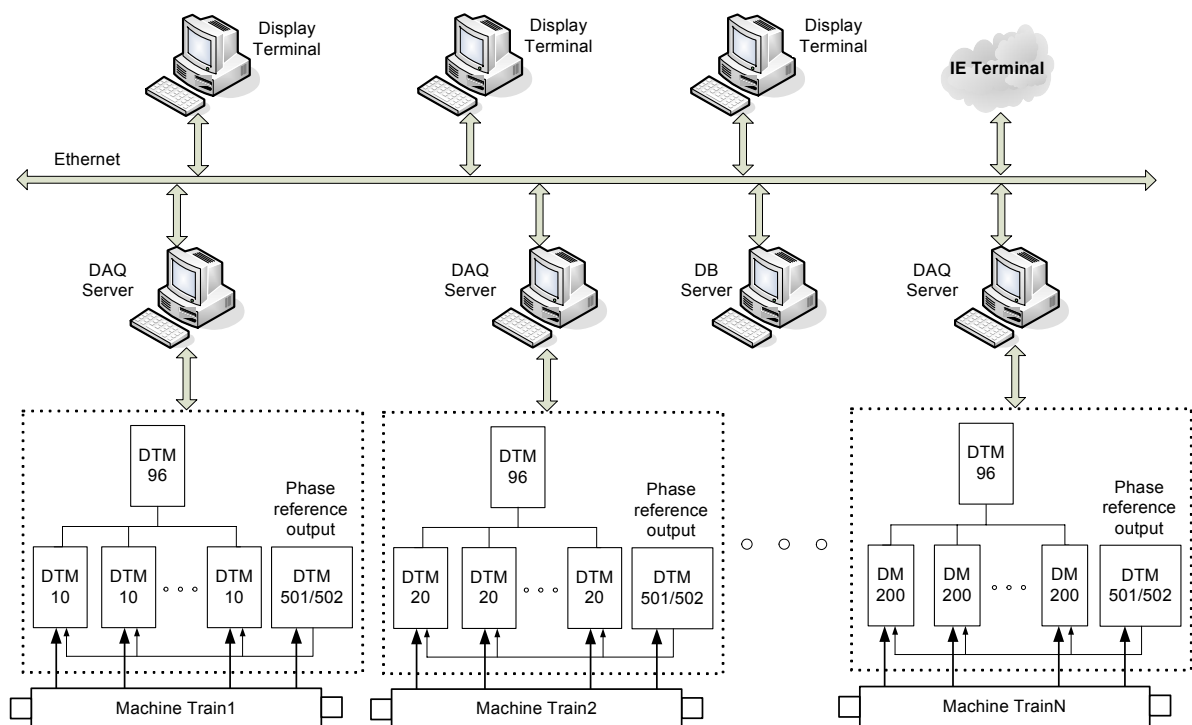 Display
Terminal
Display
Terminal
Display
Terminal
IE Terminal
Ethernet
DAQ
Server
DAQ
Server
DB
Server
DAQ
Server
DTM
96
Phase
reference
output
DTM
10
DTM
10
DTM
10
DTM
501/502
Machine Train1
DTM
96
Phase
reference
output
DTM
20
DTM
20
DTM
20
DTM
501/502
Machine Train2
DTM
96
Phase
reference
output
DM
200
DM
200
DM
200
DTM
501/502
Machine TrainN